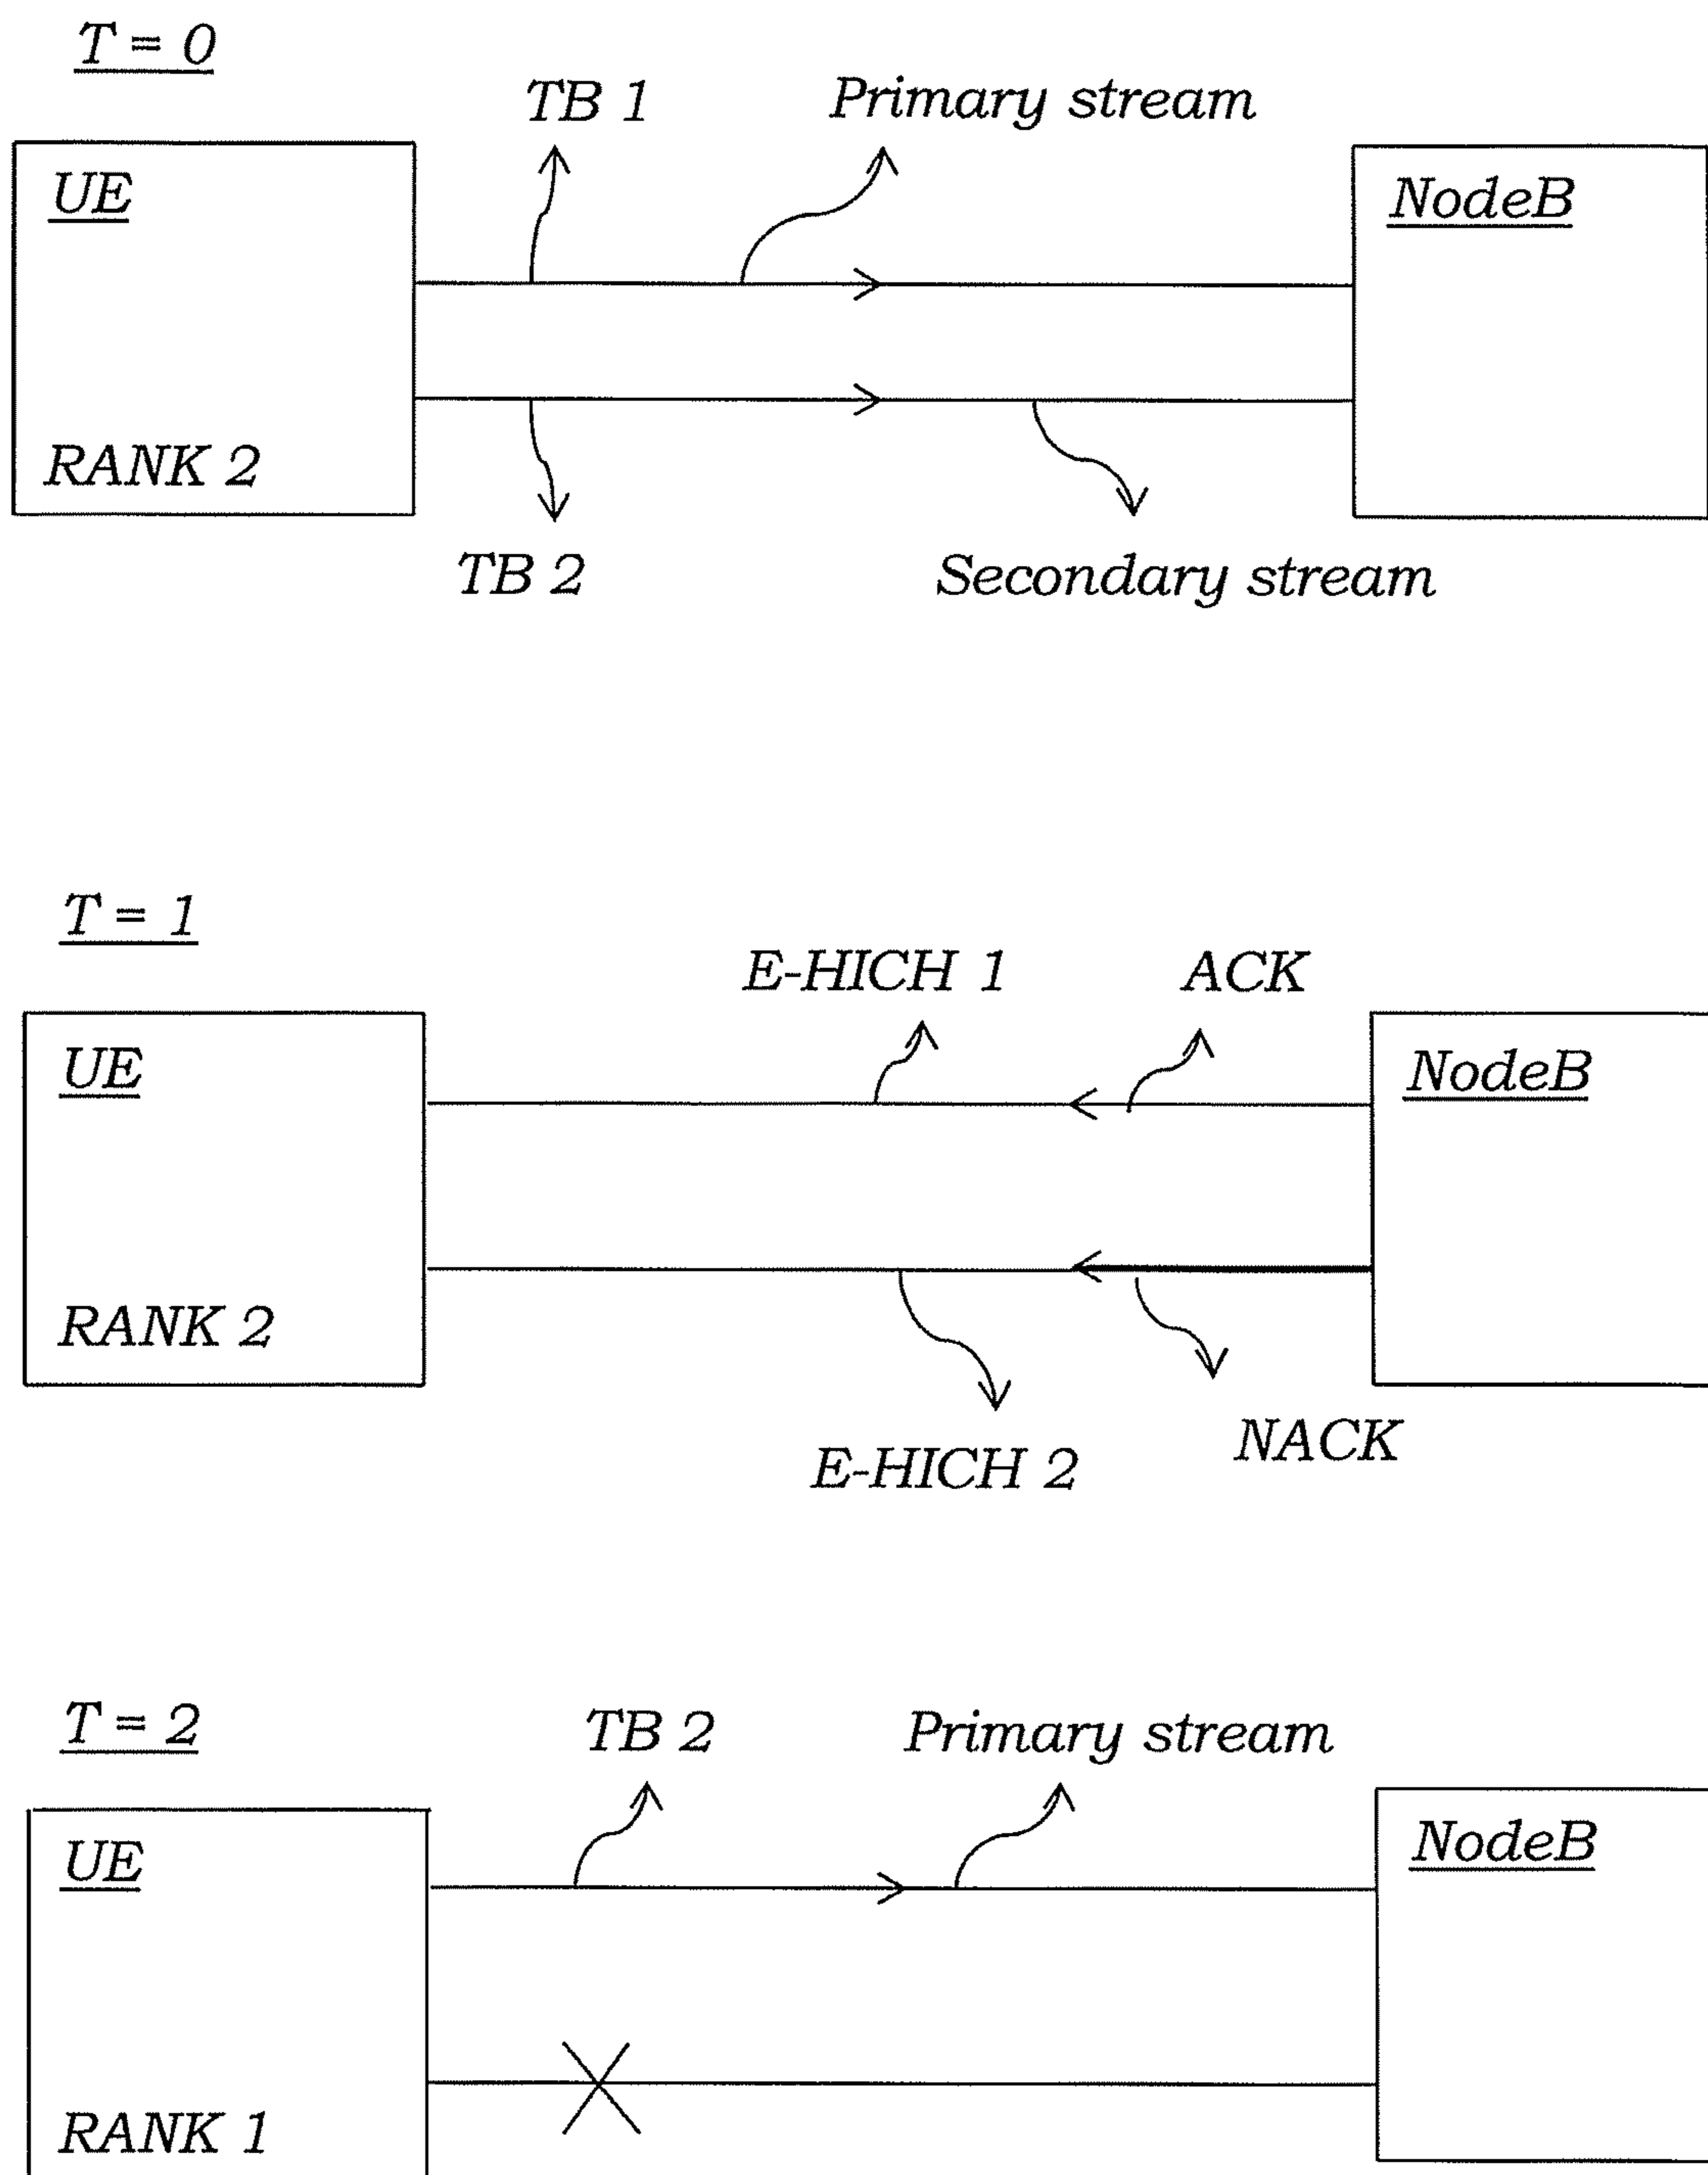 T = 0
TB 1
Primary stream
UE
NodeB
RANK 2
TB 2
Secondary stream
T = 1
E-HICH 1
ACK
UE
NodeB
RANK 2
E-HICH 2
NACK
T = 2
TB 2
Primary stream
UE
NodeB
RANK 1